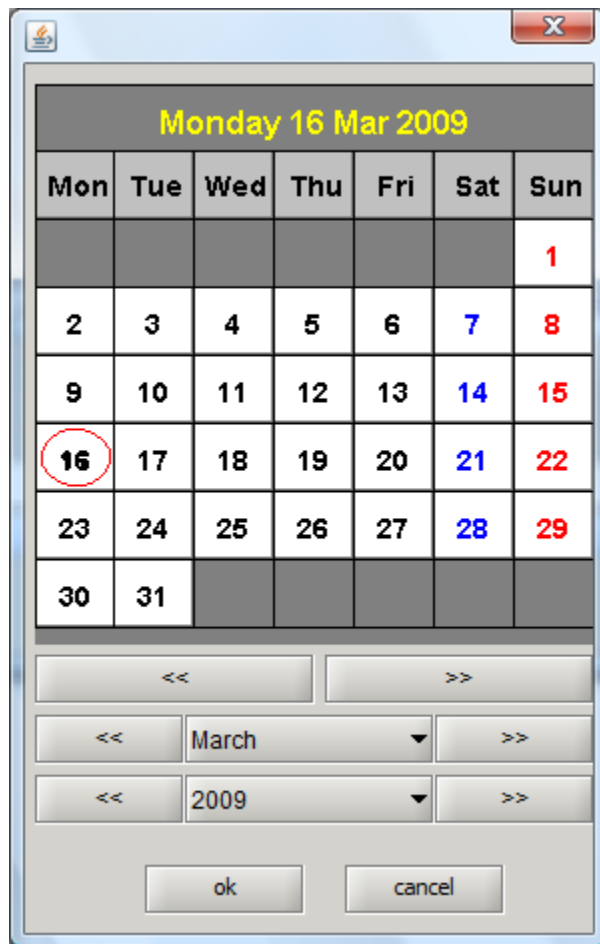 Monday 16 Mar 2009
Mon Tue Wed Thu Fri Sat Sun
1
2 3 4 5 6 7 8
9 10 11 12 13 14 15
16 17 18 19 20 21 22
23 24 25 26 27 28 29
30 31
<< >>
<< March >>
<< 2009 >>
ok cancel